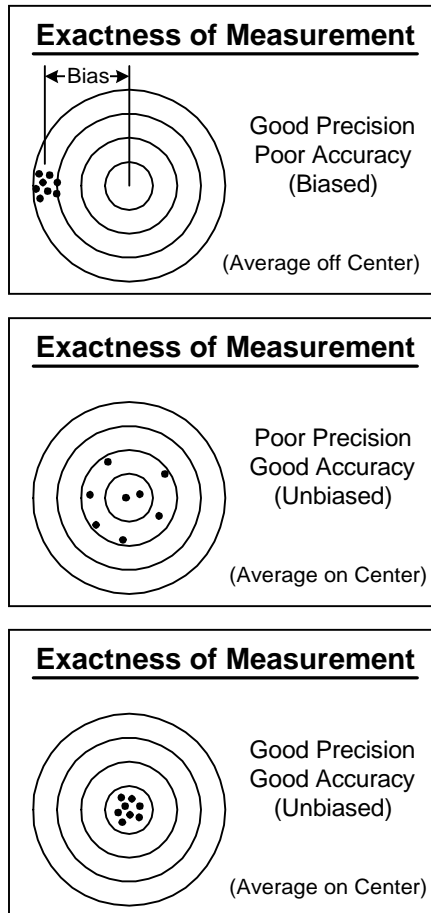 Exactness of Measurement
Bias
Good Precision
Poor Accuracy
(Biased)
(Average off Center)
Exactness of Measurement
Poor Precision
Good Accuracy
(Unbiased)
(Average on Center)
Exactness of Measurement
Good Precision
Good Accuracy
(Unbiased)
(Average on Center)